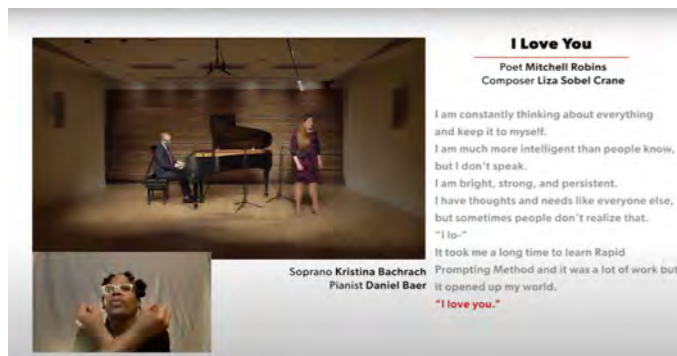 I Love You
Poet Mitchell Robins
Composer Liza Sobel Crane
I am constantly thinking about everything
and keep it to myself.
I am much more intelligent than people know,
but I don't speak.
I am bright, strong, and persistent.
I have thoughts and needs like everyone else,
but sometimes people don't realize that.
"I lo-"
It took me a long time to learn Rapid
Prompting Method and it was a lot of work but
it opened up my world.
"I love you."
Soprano Kristina Bachrach
Pianist Daniel Baer